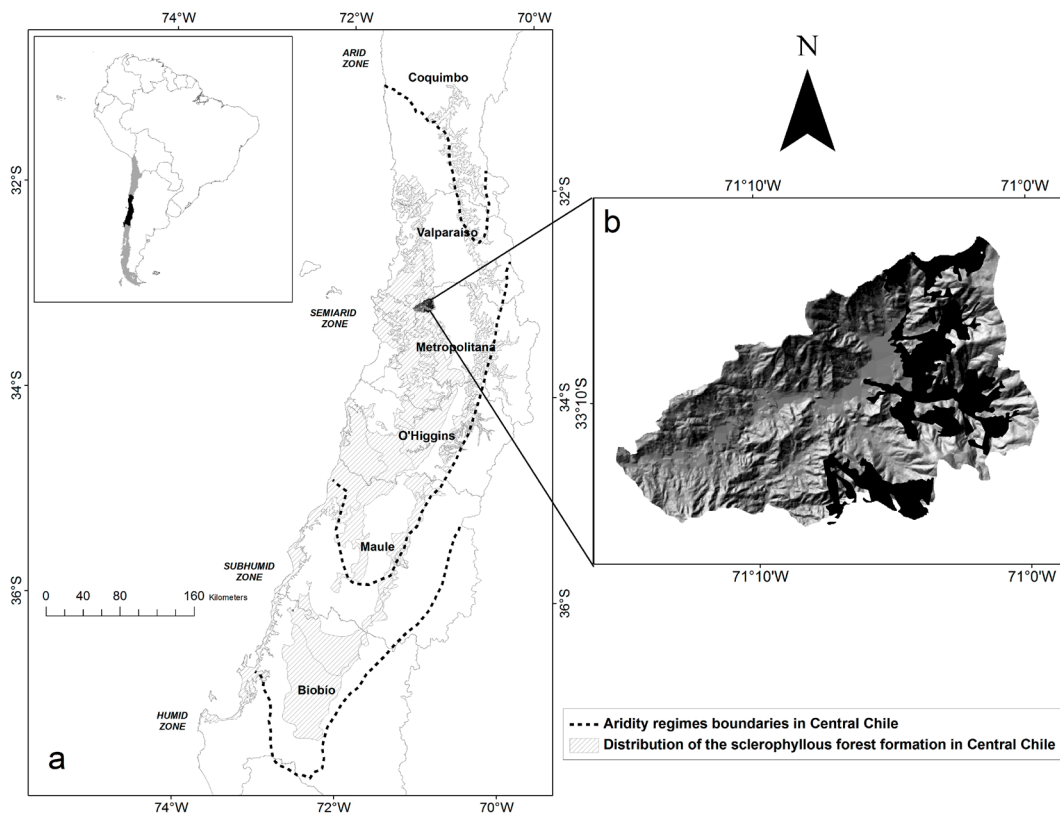 74°W
72°W
70°W
ARID
ZONE
Coquimbo
N
32°S
32°S
71°10'W
71°0'W
b
Valparaíso
SEMIARID
ZONE
Metropolitana
34°S
34°S
33°10'S
O'Higgins
Maule
SUBHUMID
ZONE
71°10'W
71°0'W
36°S
36°S
0 40 80 160 Kilometers
Biobío
HUMID
ZONE
a
Aridity regimes boundaries in Central Chile
Distribution of the sclerophyllous forest formation in Central Chile
74°W
72°W
70°W